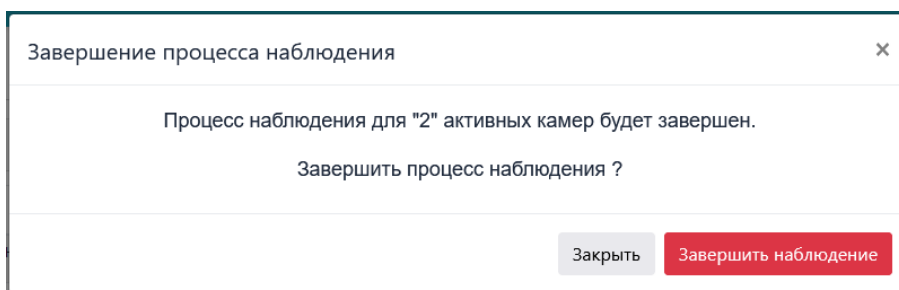 Завершение процесса наблюдения
×
Процесс наблюдения для "2" активных камер будет завершен.
Завершить процесс наблюдения ?
Закрыть
Завершить наблюдение